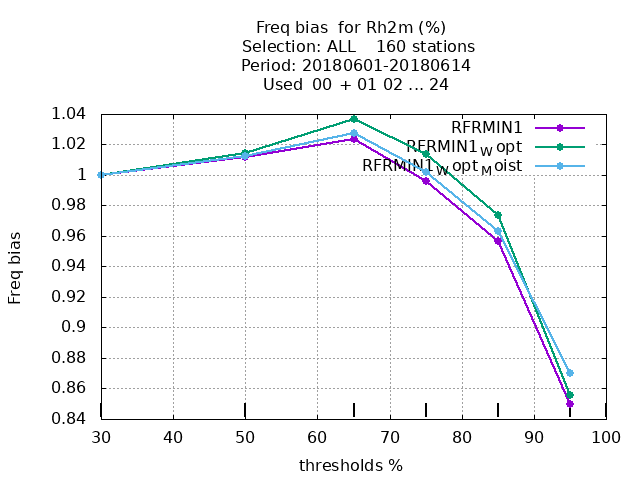 Freq bias  for Rh2m (%)
Selection: ALL    160 stations
Period: 20180601-20180614
Used  00 + 01 02 ... 24
RFRMIN1
RFRMIN1Wopt
RFRMIN1WoptMoist
1.04
1.02
1
0.98
0.96
0.94
0.92
0.9
0.88
0.86
0.84
Freq bias
30 40 50 60 70 80 90 100
thresholds %